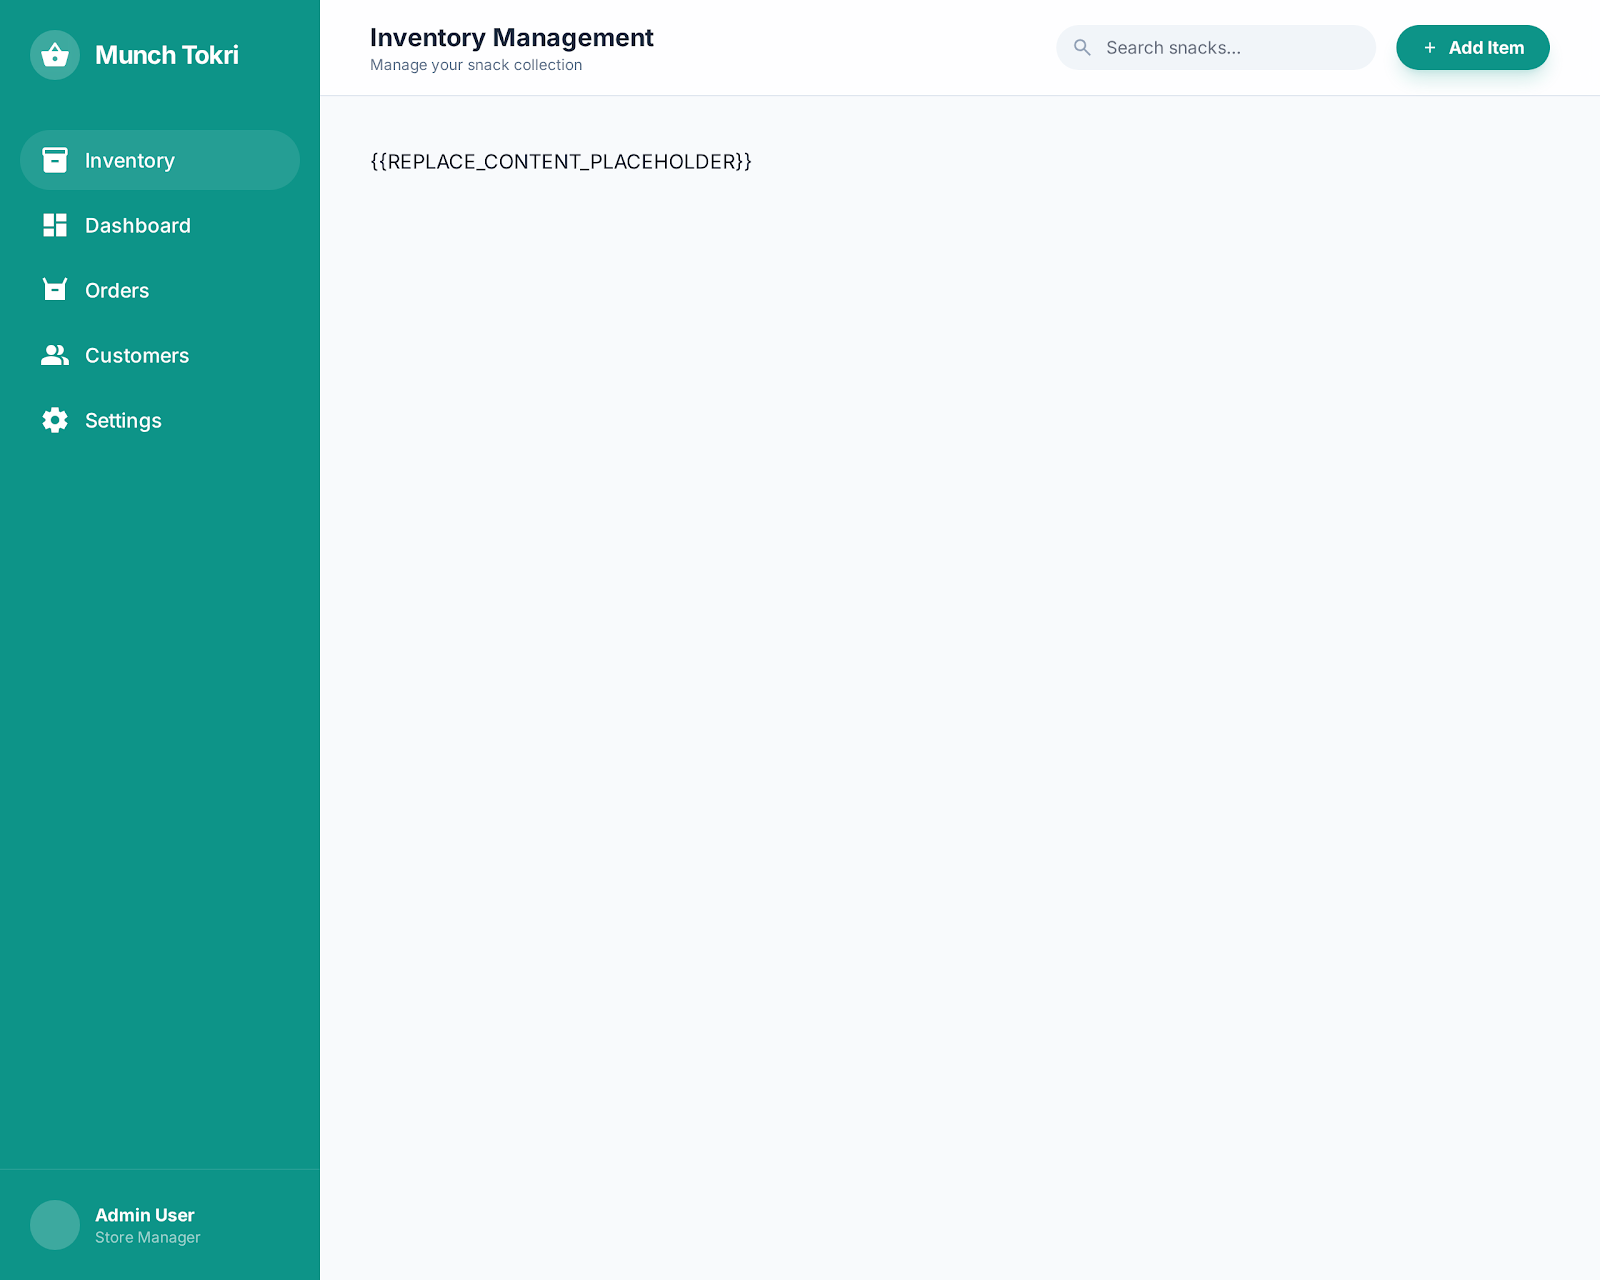 Munch Tokri
Inventory
Dashboard
Orders
Customers
Settings
Admin User
Store Manager
Inventory Management
Manage your snack collection
Search snacks...
+ Add Item
{{REPLACE_CONTENT_PLACEHOLDER}}